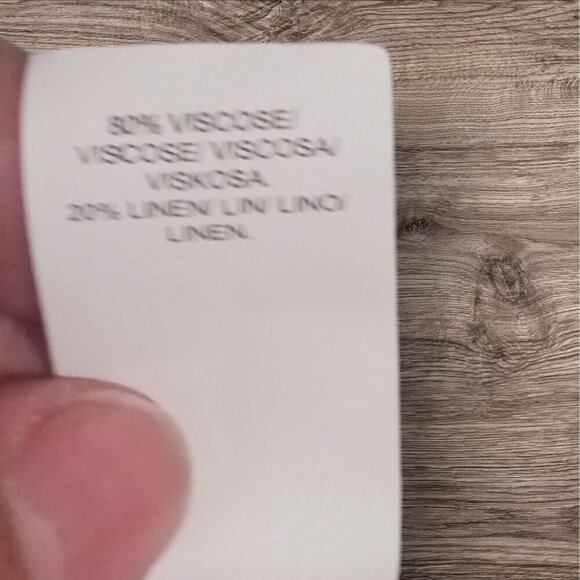 80% VISCOSE/
VISCOSE/ VISCOSA/
VISKOSA.
20% LINEN/ LIN/ LINO/
LINEN.